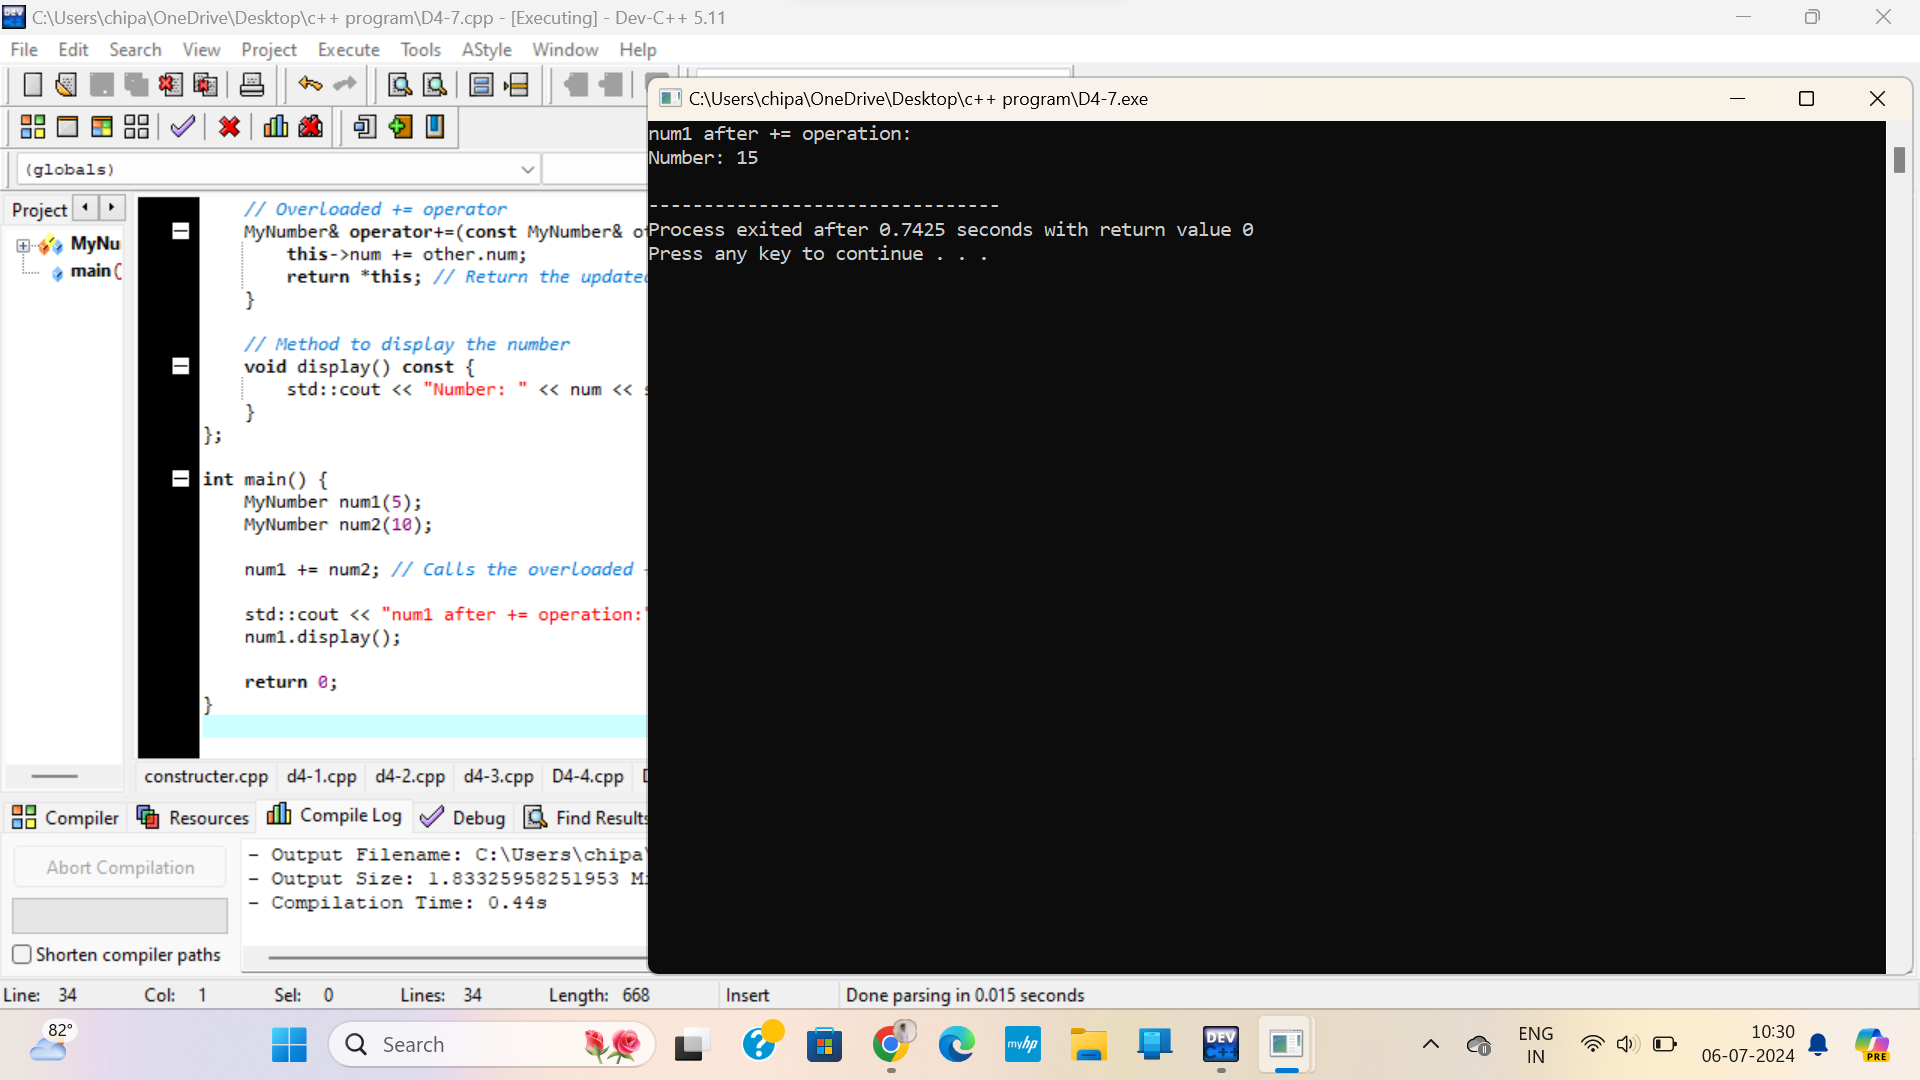 C:\Users\chipa\OneDrive\Desktop\c++ program\D4-7.cpp - [Executing] - Dev-C++ 5.11
File Edit Search View Project Execute Tools AStyle Window Help
C:\Users\chipa\OneDrive\Desktop\c++ program\D4-7.exe
num1 after += operation:
Number: 15
--------------------------------
Process exited after 0.7425 seconds with return value 0
Press any key to continue . . .
(globals)
Project
MyNu
main (
// Overloaded += operator
MyNumber& operator+=(const MyNumber& ot
this->num += other.num;
return *this; // Return the updated
}
// Method to display the number
void display() const {
std::cout << "Number: " << num << s
}
};
int main() {
MyNumber num1(5);
MyNumber num2(10);
num1 += num2; // Calls the overloaded
std::cout << "num1 after += operation:"
num1.display();
return 0;
}
constructer.cpp d4-1.cpp d4-2.cpp d4-3.cpp D4-4.cpp
Compiler Resources Compile Log Debug Find Results
Abort Compilation
Shorten compiler paths
- Output Filename: C:\Users\chipa\
- Output Size: 1.83325958251953 Mi
- Compilation Time: 0.44s
Line: 34 Col: 1 Sel: 0 Lines: 34 Length: 668 Insert Done parsing in 0.015 seconds
82°
Search
myhp
DEV
C++
ENG
IN
10:30
06-07-2024
PRE